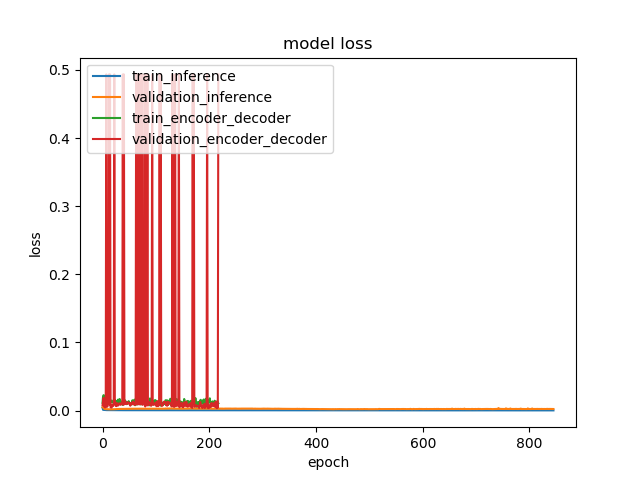 model loss
train_inference
validation_inference
train_encoder_decoder
validation_encoder_decoder
0.5
0.4
0.3
0.2
0.1
0.0
loss
0 200 400 600 800
epoch